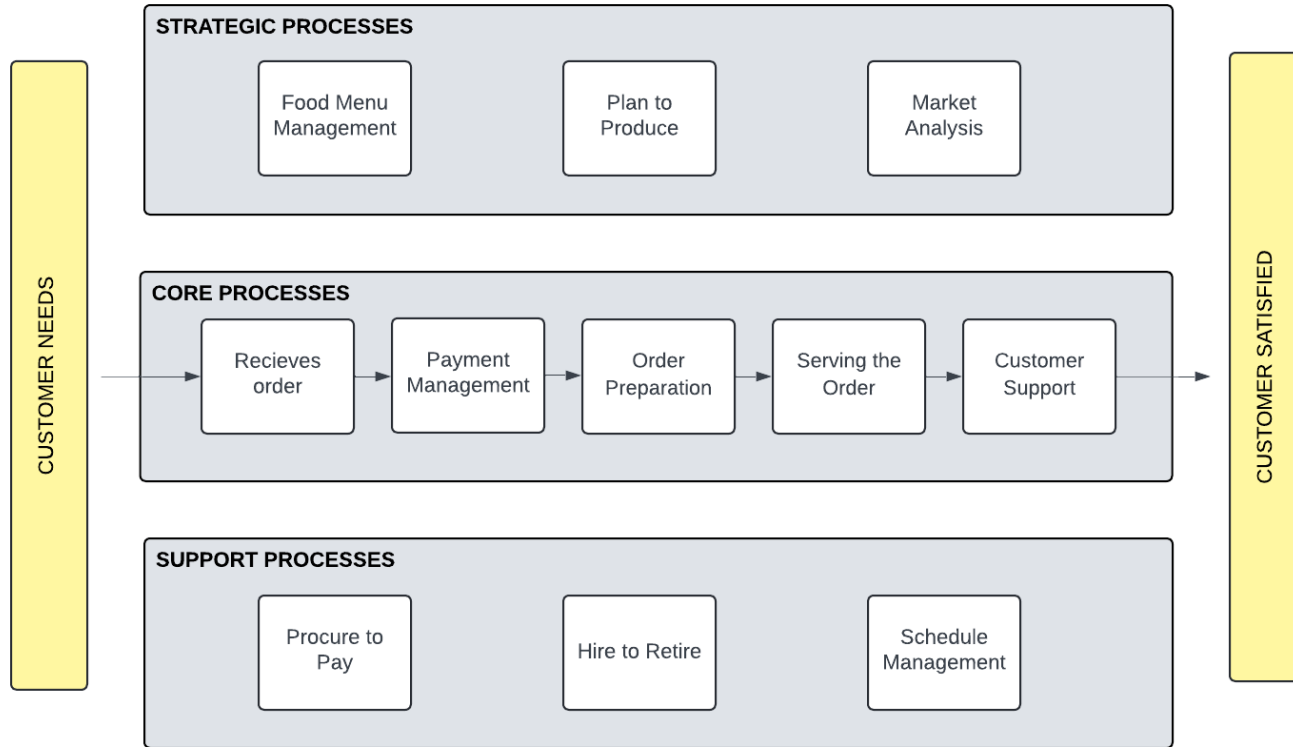 STRATEGIC PROCESSES
Food Menu
Management
Plan to
Produce
Market
Analysis
CUSTOMER NEEDS
CORE PROCESSES
Recieves
order
Payment
Management
Order
Preparation
Serving the
Order
Customer
Support
CUSTOMER SATISFIED
SUPPORT PROCESSES
Procure to
Pay
Hire to Retire
Schedule
Management